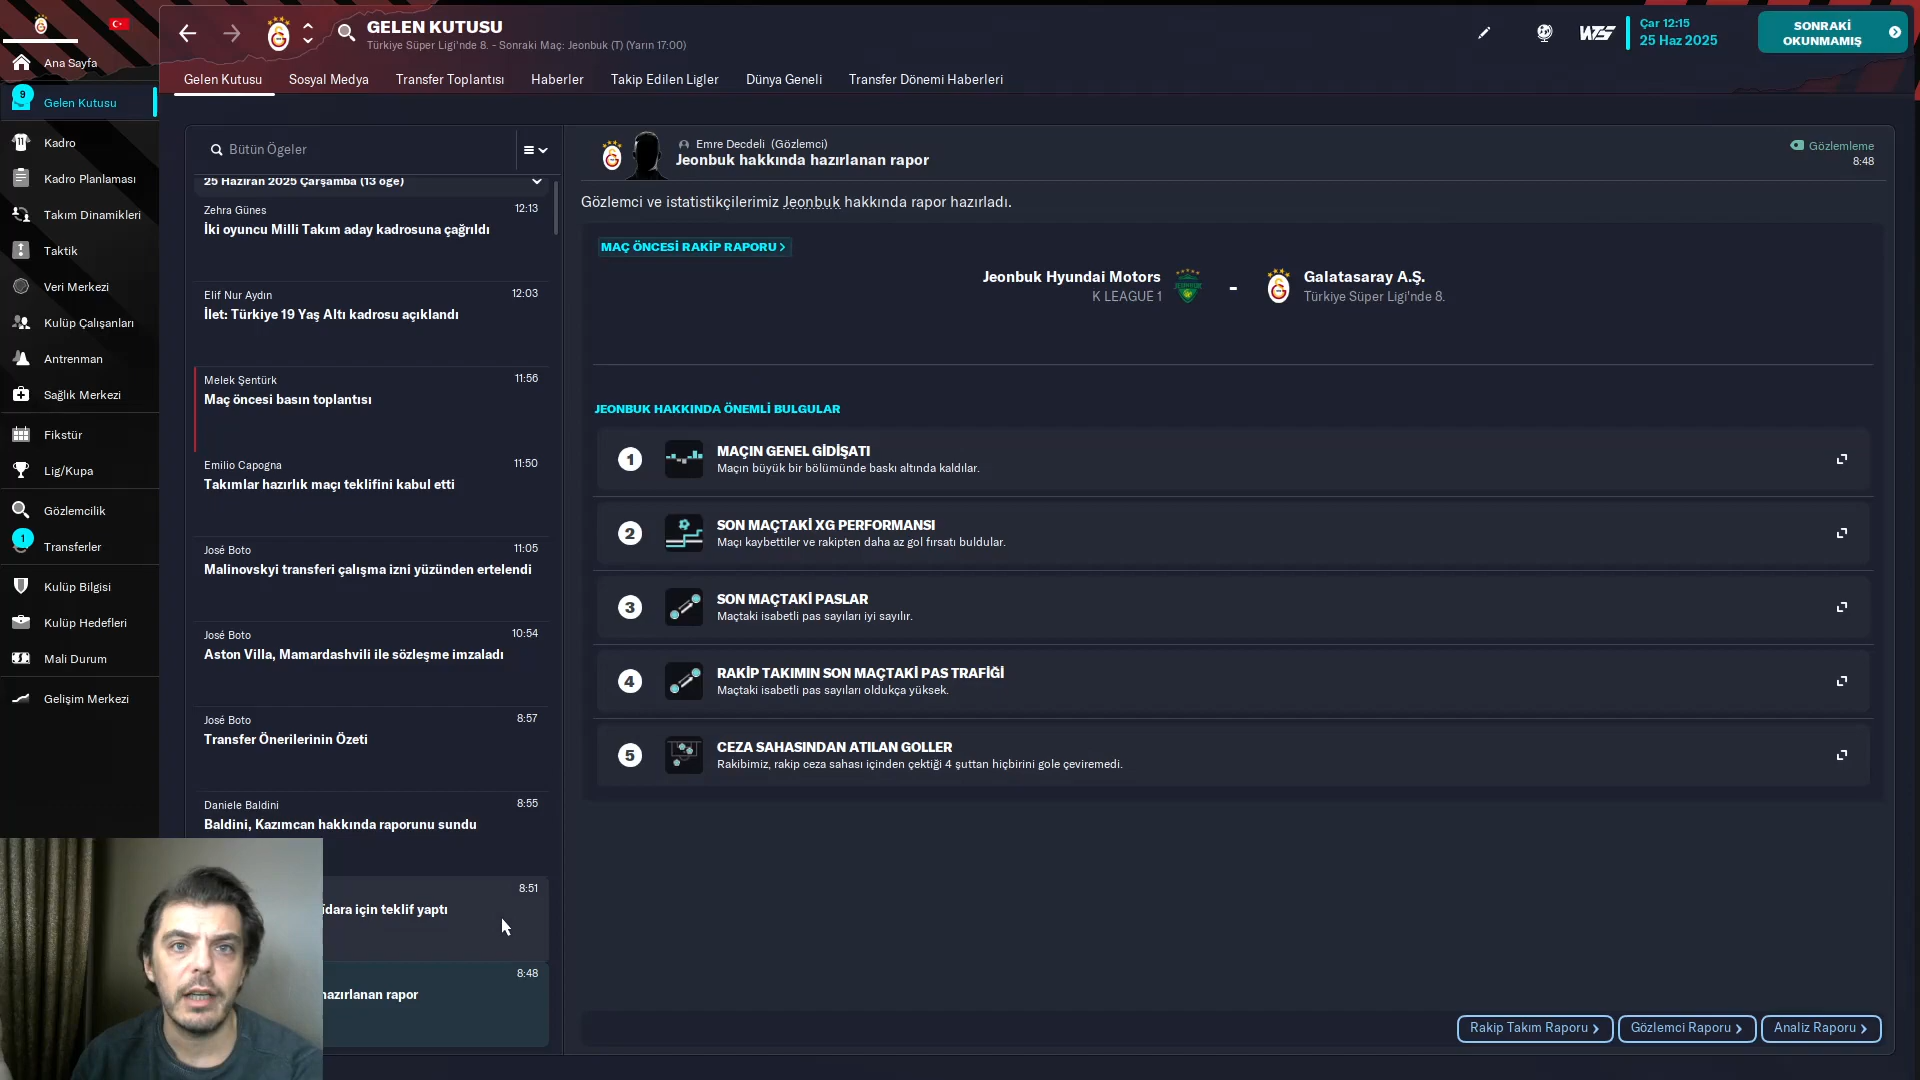 GELEN KUTUSU
Türkiye Süper Ligi'nde 8. - Sonraki Maç: Jeonbuk (T) (Yarın 17:00)
Çar 12:15
25 Haz 2025
SONRAKİ
OKUNMAMIŞ
Gelen Kutusu
Sosyal Medya
Transfer Toplantısı
Haberler
Takip Edilen Ligler
Dünya Geneli
Transfer Dönemi Haberleri
Ana Sayfa
9
Gelen Kutusu
Kadro
Kadro Planlaması
Takım Dinamikleri
Taktik
Veri Merkezi
Kulüp Çalışanları
Antrenman
Sağlık Merkezi
Fikstür
Lig/Kupa
Gözlemcilik
1
Transferler
Kulüp Bilgisi
Kulüp Hedefleri
Mali Durum
Gelişim Merkezi
Bütün Ögeler
25 Haziran 2025 Çarşamba (13 öge)
Zehra Günes 12:13
İki oyuncu Milli Takım aday kadrosuna çağrıldı
Elif Nur Aydın 12:03
İlet: Türkiye 19 Yaş Altı kadrosu açıklandı
Melek Şentürk 11:56
Maç öncesi basın toplantısı
Emilio Capogna 11:50
Takımlar hazırlık maçı teklifini kabul etti
José Boto 11:05
Malinovskyi transferi çalışma izni yüzünden ertelendi
José Boto 10:54
Aston Villa, Mamardashvili ile sözleşme imzaladı
José Boto 8:57
Transfer Önerilerinin Özeti
Daniele Baldini 8:55
Baldini, Kazımcan hakkında raporunu sundu
8:51
için teklif yaptı
8:48
hazırlanan rapor
Emre Decdeli (Gözlemci)
Jeonbuk hakkında hazırlanan rapor
Gözlemleme
8:48
Gözlemci ve istatistikçilerimiz Jeonbuk hakkında rapor hazırladı.
MAÇ ÖNCESİ RAKİP RAPORU
Jeonbuk Hyundai Motors
K LEAGUE 1
-
Galatasaray A.Ş.
Türkiye Süper Ligi'nde 8.
JEONBUK HAKKINDA ÖNEMLİ BULGULAR
1
MAÇIN GENEL GİDİŞATI
Maçın büyük bir bölümünde baskı altında kaldılar.
2
SON MAÇTAKİ XG PERFORMANSI
Maçı kaybettiler ve rakipten daha az gol fırsatı buldular.
3
SON MAÇTAKİ PASLAR
Maçtaki isabetli pas sayıları iyi sayılır.
4
RAKİP TAKIMIN SON MAÇTAKİ PAS TRAFİĞİ
Maçtaki isabetli pas sayıları oldukça yüksek.
5
CEZA SAHASINDAN ATILAN GOLLER
Rakibimiz, rakip ceza sahası içinden çektiği 4 şuttan hiçbirini gole çeviremedi.
Rakip Takım Raporu
Gözlemci Raporu
Analiz Raporu